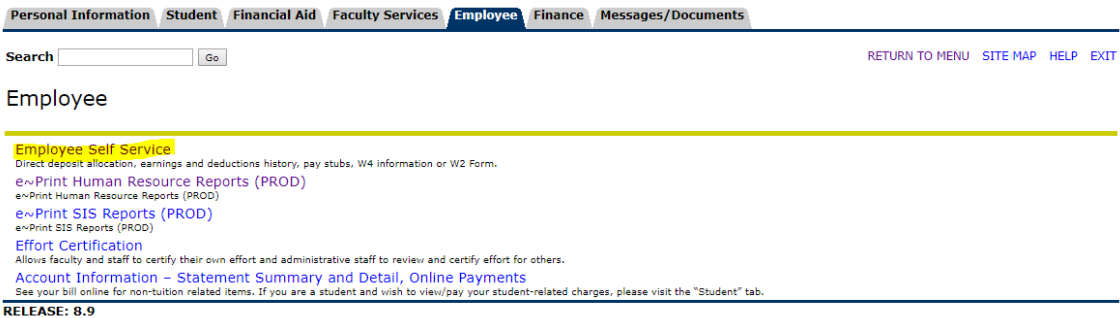 Personal Information Student Financial Aid Faculty Services Employee Finance Messages/Documents
Search Go RETURN TO MENU SITE MAP HELP EXIT
Employee
Employee Self Service
Direct deposit allocation, earnings and deductions history, pay stubs, W4 information or W2 Form.
e~Print Human Resource Reports (PROD)
e~Print Human Resource Reports (PROD)
e~Print SIS Reports (PROD)
e~Print SIS Reports (PROD)
Effort Certification
Allows faculty and staff to certify their own effort and administrative staff to review and certify effort for others.
Account Information – Statement Summary and Detail, Online Payments
See your bill online for non-tuition related items. If you are a student and wish to view/pay your student-related charges, please visit the "Student" tab.
RELEASE: 8.9